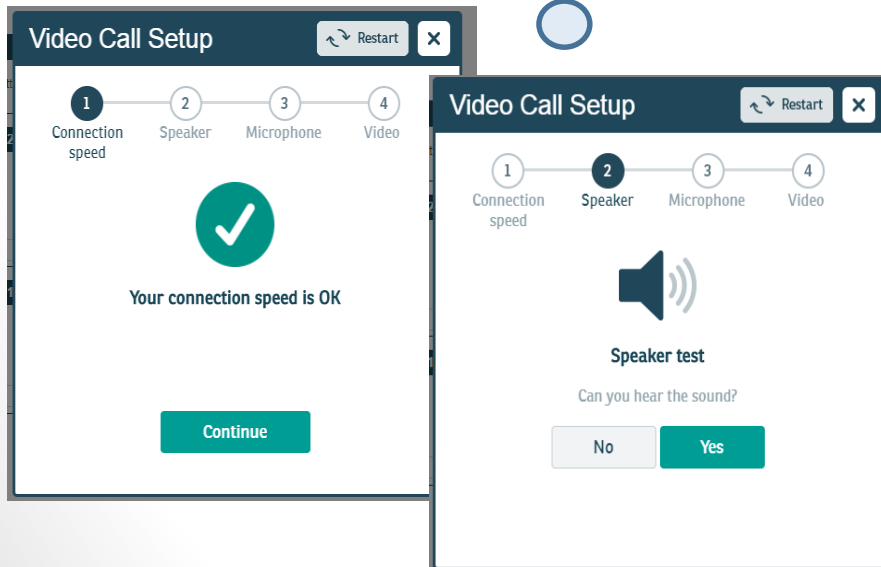 Video Call Setup
Restart
1
2
3
4
Connection
speed
Speaker
Microphone
Video
Your connection speed is OK
Continue
Video Call Setup
Restart
1
2
3
4
Connection
speed
Speaker
Microphone
Video
Speaker test
Can you hear the sound?
No
Yes